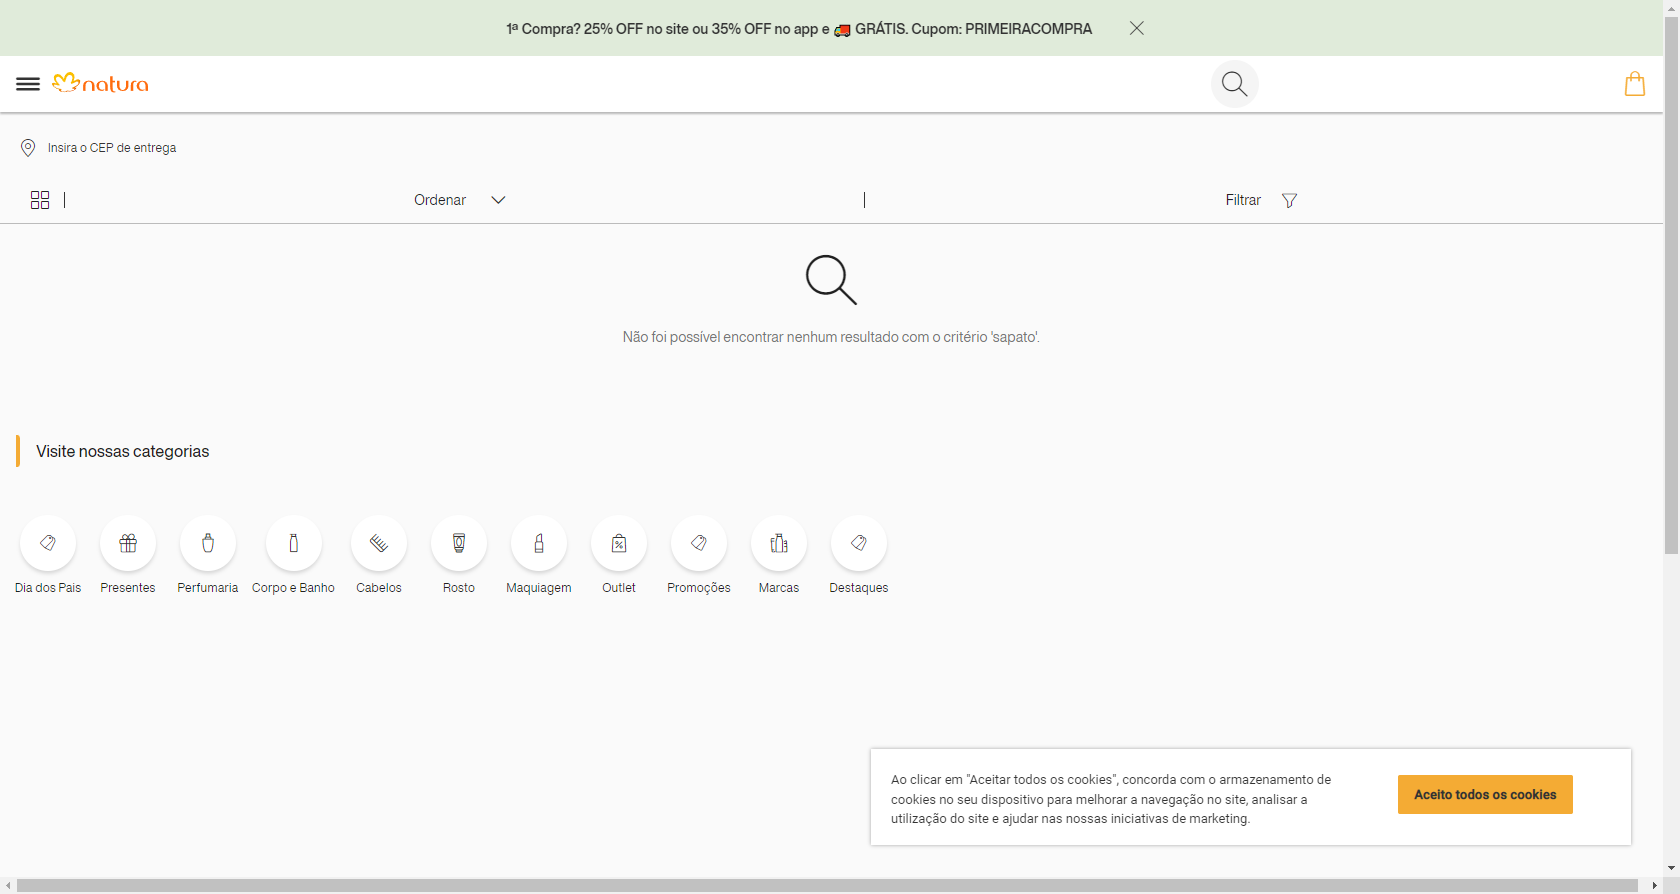 1ª Compra? 25% OFF no site ou 35% OFF no app e 🚚 GRÁTIS. Cupom: PRIMEIRACOMPRA
natura
Insira o CEP de entrega
Ordenar
Filtrar
Não foi possível encontrar nenhum resultado com o critério 'sapato'.
Visite nossas categorias
Dia dos Pais
Presentes
Perfumaria
Corpo e Banho
Cabelos
Rosto
Maquiagem
Outlet
Promoções
Marcas
Destaques
Ao clicar em "Aceitar todos os cookies", concorda com o armazenamento de
cookies no seu dispositivo para melhorar a navegação no site, analisar a
utilização do site e ajudar nas nossas iniciativas de marketing.
Aceito todos os cookies